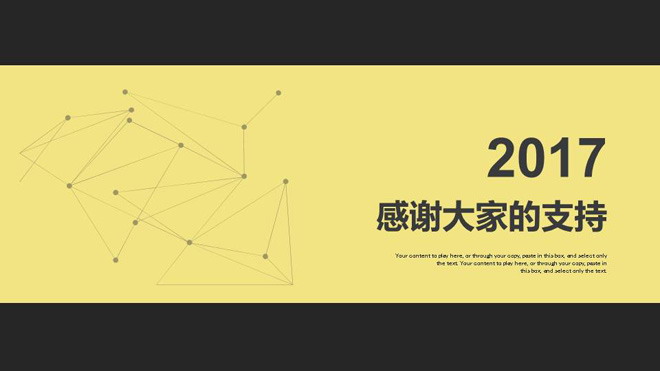 2017
感谢大家的支持
Your content to play here, or through your copy, paste in this box, and select only
the text. Your content to play here, or through your copy, paste in
this box, and select only the text.